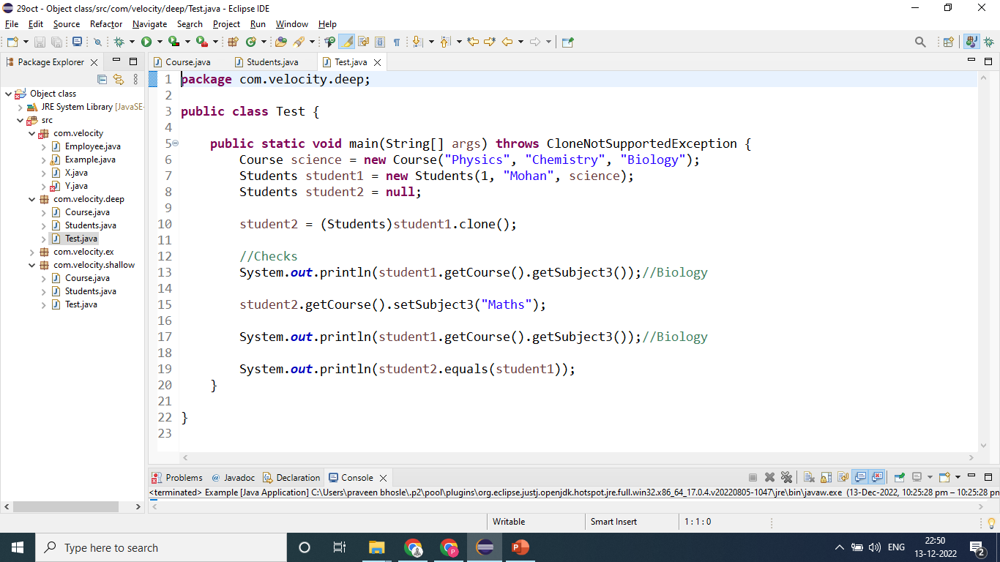 29oct - Object class/src/com/velocity/deep/Test.java - Eclipse IDE
File Edit Source Refactor Navigate Search Project Run Window Help
Package Explorer
Course.java Students.java Test.java
Object class
JRE System Library [JavaSE-
src
com.velocity
Employee.java
Example.java
X.java
Y.java
com.velocity.deep
Course.java
Students.java
Test.java
com.velocity.ex
com.velocity.shallow
Course.java
Students.java
Test.java
1 package com.velocity.deep;
2
3 public class Test {
4
5 public static void main(String[] args) throws CloneNotSupportedException {
6 Course science = new Course("Physics", "Chemistry", "Biology");
7 Students student1 = new Students(1, "Mohan", science);
8 Students student2 = null;
9
10 student2 = (Students)student1.clone();
11
12 //Checks
13 System.out.println(student1.getCourse().getSubject3());//Biology
14
15 student2.getCourse().setSubject3("Maths");
16
17 System.out.println(student1.getCourse().getSubject3());//Biology
18
19 System.out.println(student2.equals(student1));
20 }
21
22 }
23
Problems @ Javadoc Declaration Console
<terminated> Example [Java Application] C:\Users\praveen bhosle\.p2\pool\plugins\org.eclipse.justj.openjdk.hotspot.jre.full.win32.x86_64_17.0.4.v20220805-1047\jre\bin\javaw.exe (13-Dec-2022, 10:25:28 pm – 10:25:28 pn
Writable Smart Insert 1 : 1 : 0
Type here to search
ENG
22:50
13-12-2022
2